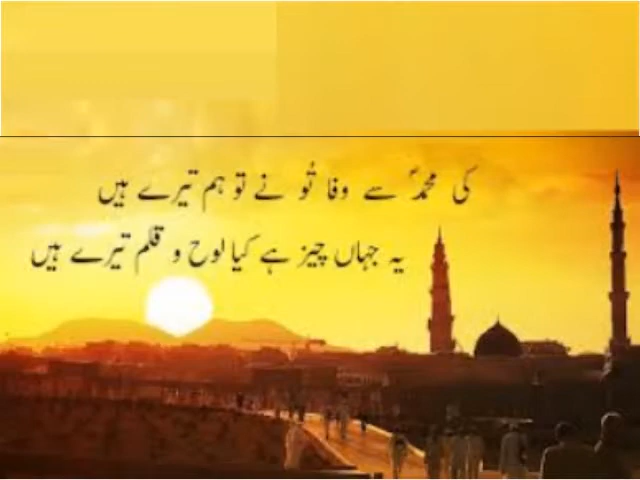 کی محمدؐ سے وفا تُو نے تو ہم تیرے ہیں
یہ جہاں چیز ہے کیا لوح و قلم تیرے ہیں